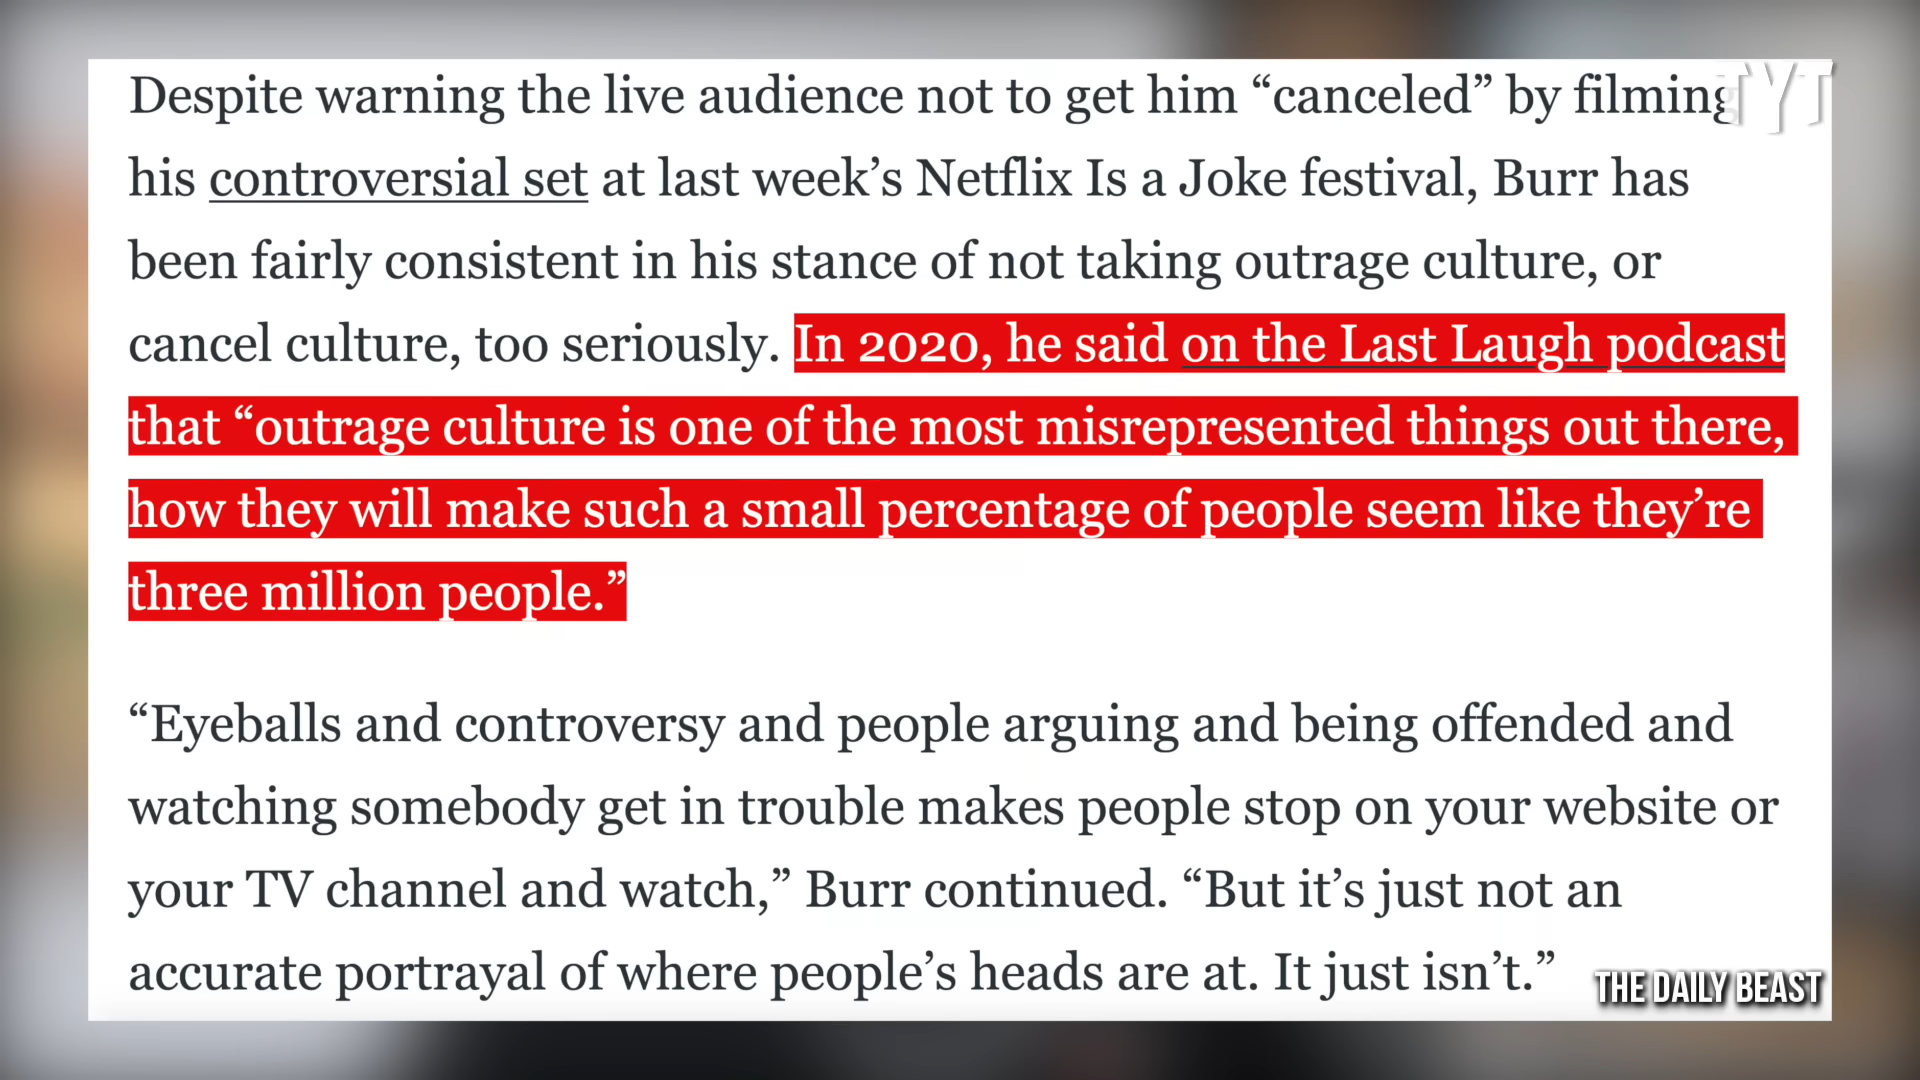 Despite warning the live audience not to get him “canceled” by filming
his controversial set at last week’s Netflix Is a Joke festival, Burr has
been fairly consistent in his stance of not taking outrage culture, or
cancel culture, too seriously. In 2020, he said on the Last Laugh podcast
that “outrage culture is one of the most misrepresented things out there,
how they will make such a small percentage of people seem like they’re
three million people.”
“Eyeballs and controversy and people arguing and being offended and
watching somebody get in trouble makes people stop on your website or
your TV channel and watch,” Burr continued. “But it’s just not an
accurate portrayal of where people’s heads are at. It just isn’t.”
TYT
THE DAILY BEAST